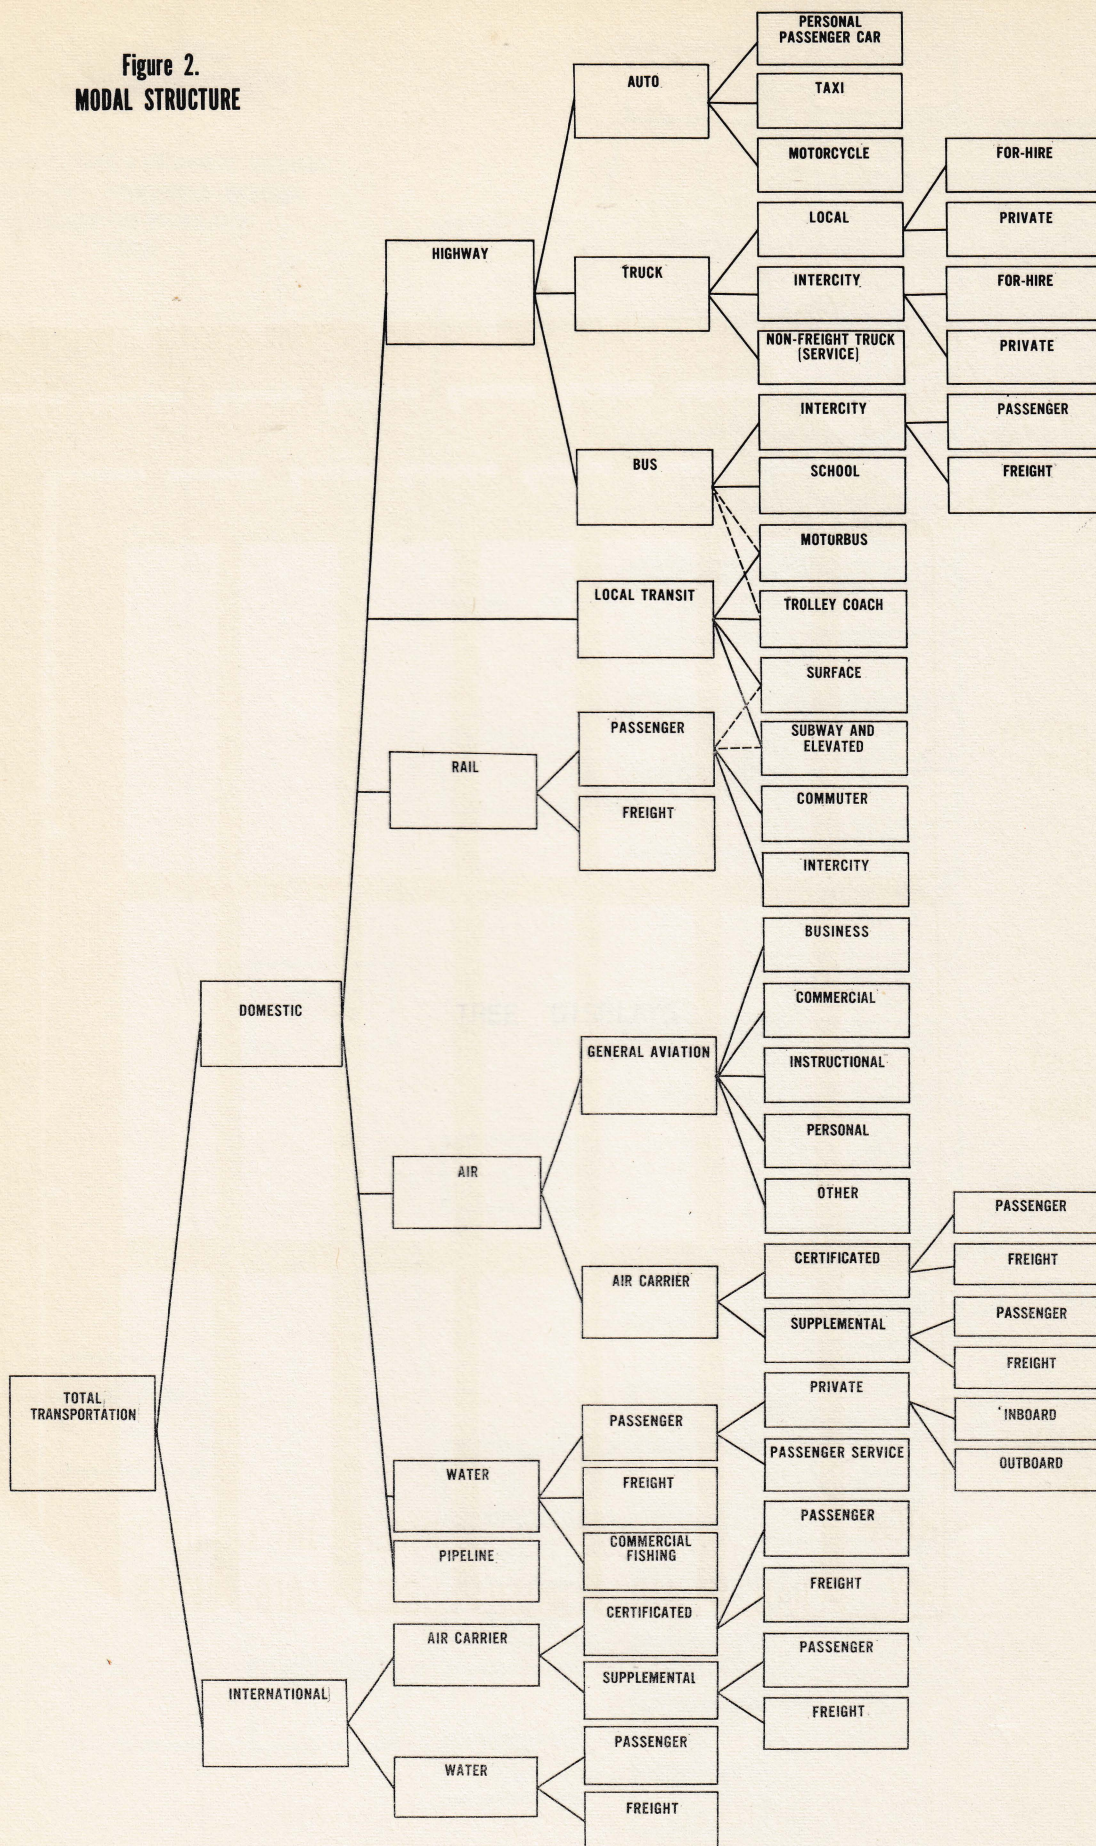 Figure 2.
MODAL STRUCTURE
TOTAL
TRANSPORTATION
DOMESTIC
INTERNATIONAL
HIGHWAY
RAIL
AIR
WATER
PIPELINE
AIR CARRIER
WATER
AUTO
TRUCK
BUS
LOCAL TRANSIT
PASSENGER
FREIGHT
GENERAL AVIATION
AIR CARRIER
PASSENGER
FREIGHT
COMMERCIAL
FISHING
CERTIFICATED
SUPPLEMENTAL
PASSENGER
FREIGHT
PERSONAL
PASSENGER CAR
TAXI
MOTORCYCLE
LOCAL
INTERCITY
NON-FREIGHT TRUCK
(SERVICE)
INTERCITY
SCHOOL
MOTORBUS
TROLLEY COACH
SURFACE
SUBWAY AND
ELEVATED
COMMUTER
INTERCITY
BUSINESS
COMMERCIAL
INSTRUCTIONAL
PERSONAL
OTHER
CERTIFICATED
SUPPLEMENTAL
PRIVATE
PASSENGER SERVICE
PASSENGER
FREIGHT
PASSENGER
FREIGHT
FOR-HIRE
PRIVATE
FOR-HIRE
PRIVATE
PASSENGER
FREIGHT
PASSENGER
FREIGHT
PASSENGER
FREIGHT
INBOARD
OUTBOARD